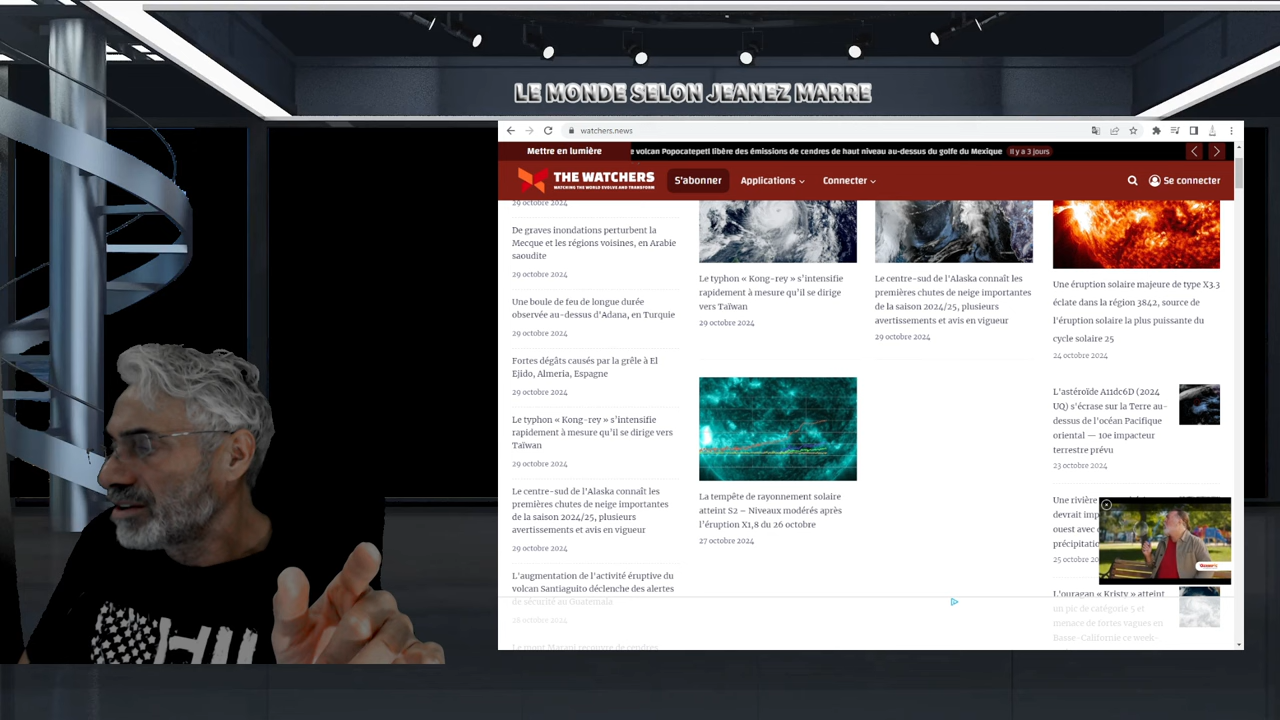 LE MONDE SELON JEANEZ MARRE
watchers.news
Mettre en lumière
volcan Popocatepetl libère des émissions de cendres de haut niveau au-dessus du golfe du Mexique
Il y a 3 jours
THE WATCHERS
WATCHING THE WORLD EVOLVE AND TRANSFORM
S'abonner
Applications
Connecter
Se connecter
29 octobre 2024
De graves inondations perturbent la
Mecque et les régions voisines, en Arabie
saoudite
29 octobre 2024
Une boule de feu de longue durée
observée au-dessus d'Adana, en Turquie
29 octobre 2024
Fortes dégâts causés par la grêle à El
Ejido, Almeria, Espagne
29 octobre 2024
Le typhon « Kong-rey » s'intensifie
rapidement à mesure qu'il se dirige vers
Taïwan
29 octobre 2024
Le centre-sud de l'Alaska connaît les
premières chutes de neige importantes
de la saison 2024/25, plusieurs
avertissements et avis en vigueur
29 octobre 2024
L'augmentation de l'activité éruptive du
volcan Santiaguito déclenche des alertes
de sécurité au Guatemala
28 octobre 2024
Le mont Marapi recouvre de cendres
Le typhon « Kong-rey » s'intensifie
rapidement à mesure qu'il se dirige
vers Taïwan
29 octobre 2024
La tempête de rayonnement solaire
atteint S2 – Niveaux modérés après
l'éruption X1,8 du 26 octobre
27 octobre 2024
Le centre-sud de l'Alaska connaît les
premières chutes de neige importantes
de la saison 2024/25, plusieurs
avertissements et avis en vigueur
29 octobre 2024
Une éruption solaire majeure de type X3.3
éclate dans la région 3842, source de
l'éruption solaire la plus puissante du
cycle solaire 25
24 octobre 2024
L'astéroïde A11dc6D (2024
UQ) s'écrase sur la Terre au-
dessus de l'océan Pacifique
oriental — 10e impacteur
terrestre prévu
23 octobre 2024
Une rivière
devrait
ouest avec
25 octobre
L'ouragan « Kristy » atteint
un pic de catégorie 5 et
menace de fortes vagues en
Basse-Californie ce week-